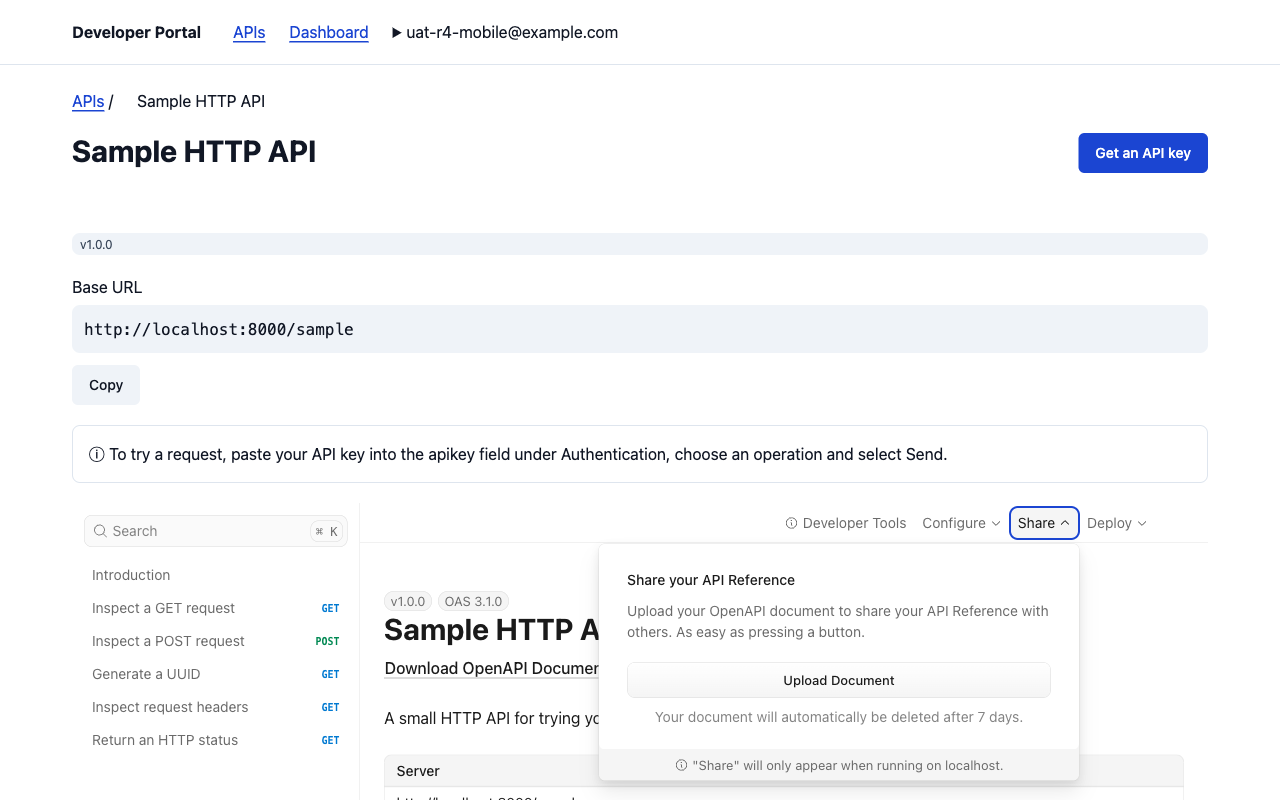 Developer Portal APIs Dashboard ▶ uat-r4-mobile@example.com
APIs / Sample HTTP API
Sample HTTP API
Get an API key
v1.0.0
Base URL
http://localhost:8000/sample
Copy
ⓘ To try a request, paste your API key into the apikey field under Authentication, choose an operation and select Send.
Search ⌘ K
Developer Tools Configure Share Deploy
Introduction
Inspect a GET request GET
Inspect a POST request POST
Generate a UUID GET
Inspect request headers GET
Return an HTTP status GET
v1.0.0 OAS 3.1.0
Sample HTTP A
Download OpenAPI Documen
A small HTTP API for trying yo
Server
Share your API Reference
Upload your OpenAPI document to share your API Reference with
others. As easy as pressing a button.
Upload Document
Your document will automatically be deleted after 7 days.
"Share" will only appear when running on localhost.